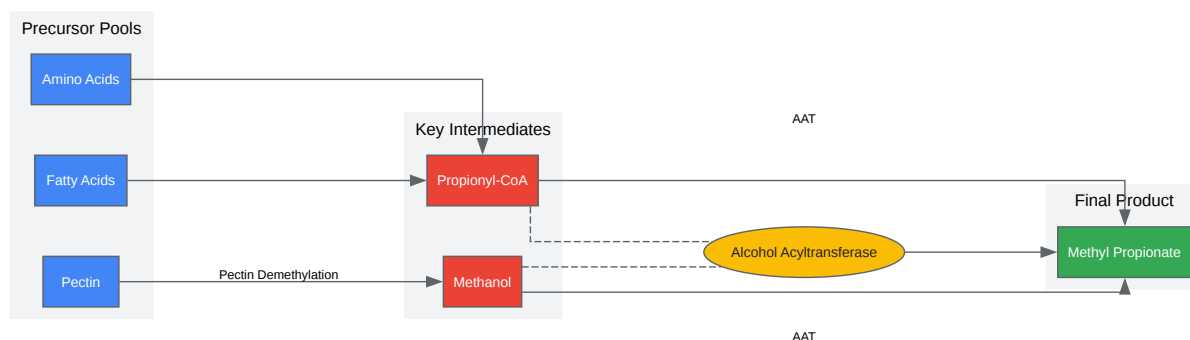 Precursor Pools
Amino Acids
Fatty Acids
Pectin
Pectin Demethylation
Key Intermediates
Propionyl-CoA
Methanol
AAT
Alcohol Acyltransferase
AAT
Final Product
Methyl Propionate